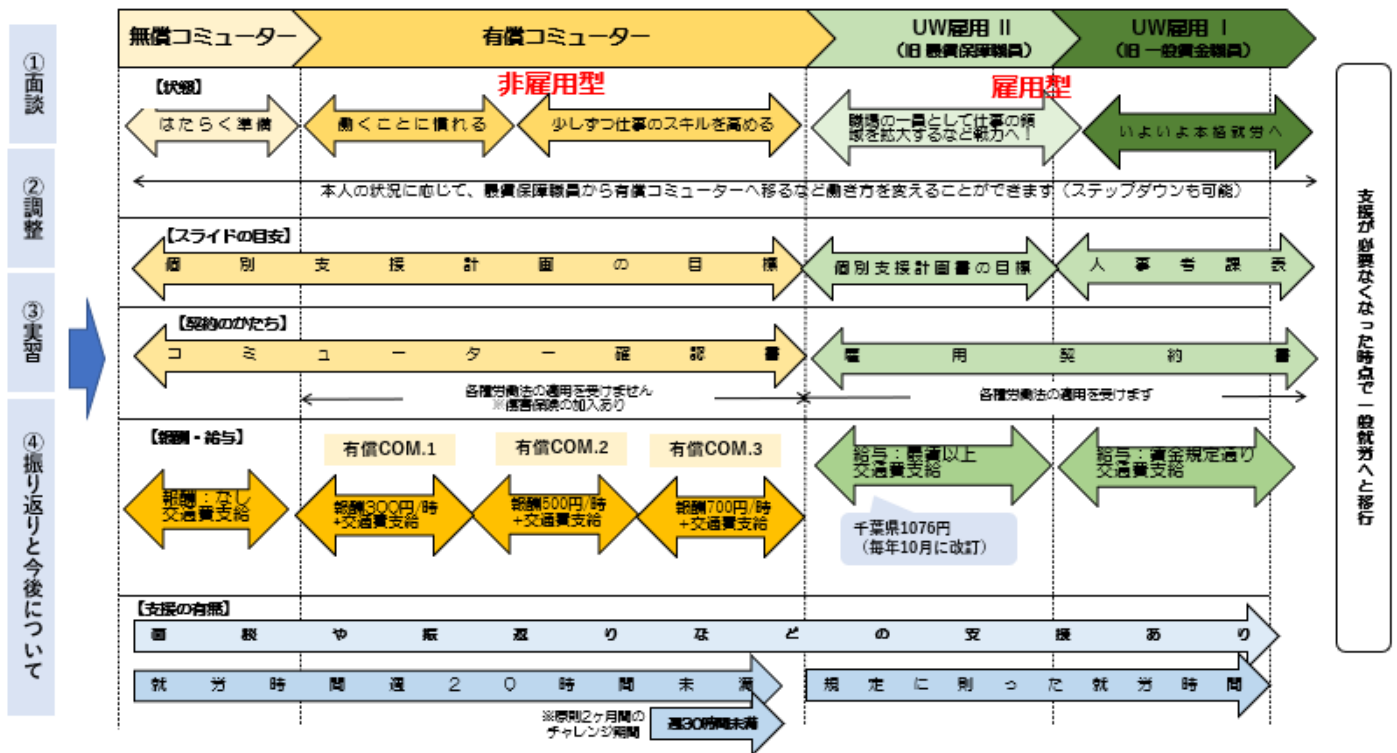 ①面談
②調整
③実習
④振り返りと今後について
無償コミューター
有償コミューター
UW雇用 II
(旧 最賃保障職員)
UW雇用 I
(旧 一般賃金職員)
【状態】
非雇用型
雇用型
はたらく準備
働くことに慣れる
少しずつ仕事のスキルを高める
職場の一員として仕事の領
域を拡大するなど戦力へ！
いよいよ本格就労へ
本人の状況に応じて、最賃保障職員から有償コミューターへ移るなど働き方を変えることができます（ステップダウンも可能）
【スライドの目安】
個別支援計画の目標
個別支援計画書の目標
人事考課表
【契約のかたち】
コミューター確認書
雇用契約書
各種労働法の適用を受けません
※傷害保険の加入あり
各種労働法の適用を受けます
【報酬・給与】
有償COM.1
有償COM.2
有償COM.3
報酬：なし
交通費支給
報酬300円/時
+交通費支給
報酬500円/時
+交通費支給
報酬700円/時
+交通費支給
給与：最賃以上
交通費支給
給与：賃金規定通り
交通費支給
千葉県1076円
（毎年10月に改訂）
【支援の有無】
面談や振返りなどの支援あり
就労時間週２０時間未満
規定に則った就労時間
※原則2ヶ月間の
チャレンジ期間
週30時間未満
支援が必要なくなった時点で一般就労へと移行